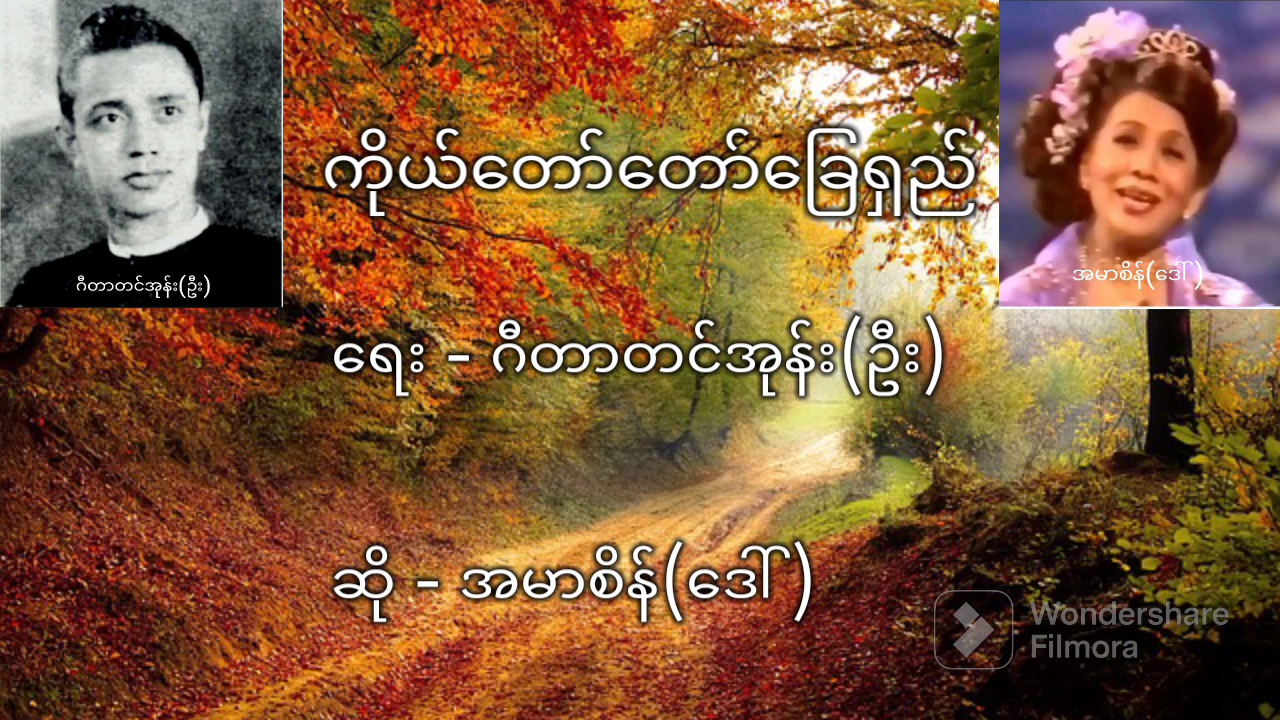 ကိုယ်တော်တော်ခြေရှည်
ဂီတာတင်အုန်း(ဦး)
အမာစိန်(ဒေါ်)
ရေး - ဂီတာတင်အုန်း(ဦး)
ဆို - အမာစိန်(ဒေါ်)
Wondershare
Filmora